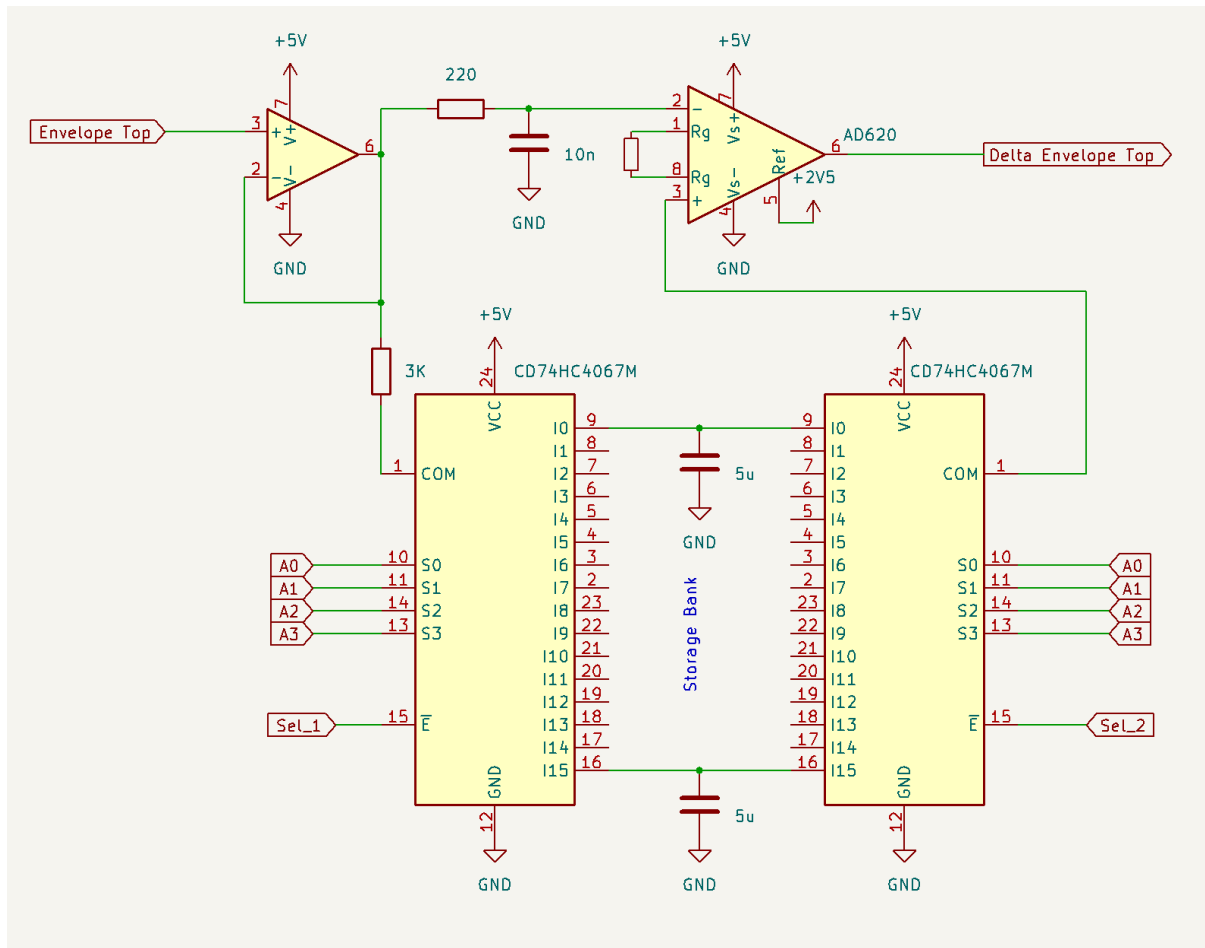 +5V
+5V
220
7
7
2
-
AD620
Envelope Top
3
+
V+
1
Rg
Vs+
6
10n
6
Ref
Delta Envelope Top
2
-
V-
8
Rg
Vs-
+2V5
4
3
+
4
5
GND
GND
GND
+5V
+5V
3K
24
CD74HC4067M
24
CD74HC4067M
VCC
VCC
I0
9
9
I0
I1
8
8
I1
1
COM
I2
7
5u
7
I2
COM
1
I3
6
6
I3
I4
5
5
I4
I5
4
GND
4
I5
A0
10
S0
I6
3
3
I6
S0
10
A0
A1
11
S1
I7
2
2
I7
S1
11
A1
A2
14
S2
I8
23
23
I8
S2
14
A2
A3
13
S3
I9
22
Storage Bank
22
I9
S3
13
A3
I10
21
21
I10
I11
20
20
I11
I12
19
19
I12
Sel_1
15
E
I13
18
18
I13
E
15
Sel_2
I14
17
17
I14
I15
16
16
I15
GND
GND
12
5u
12
GND
GND
GND